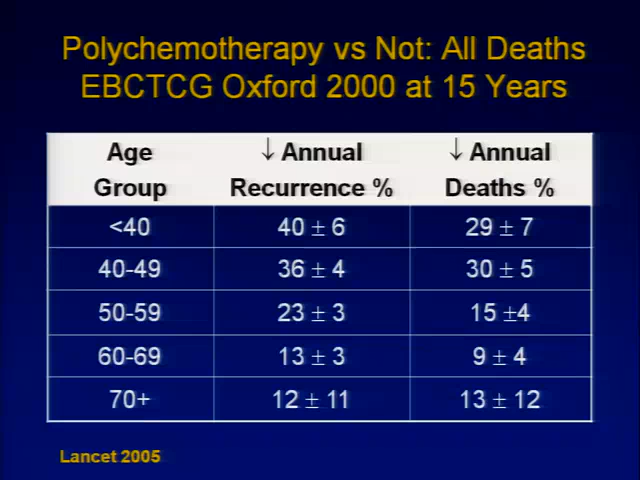 Polychemotherapy vs Not: All Deaths
EBCTCG Oxford 2000 at 15 Years
Age Group ↓ Annual Recurrence % ↓ Annual Deaths %
<40 40 ± 6 29 ± 7
40-49 36 ± 4 30 ± 5
50-59 23 ± 3 15 ±4
60-69 13 ± 3 9 ± 4
70+ 12 ± 11 13 ± 12
Lancet 2005